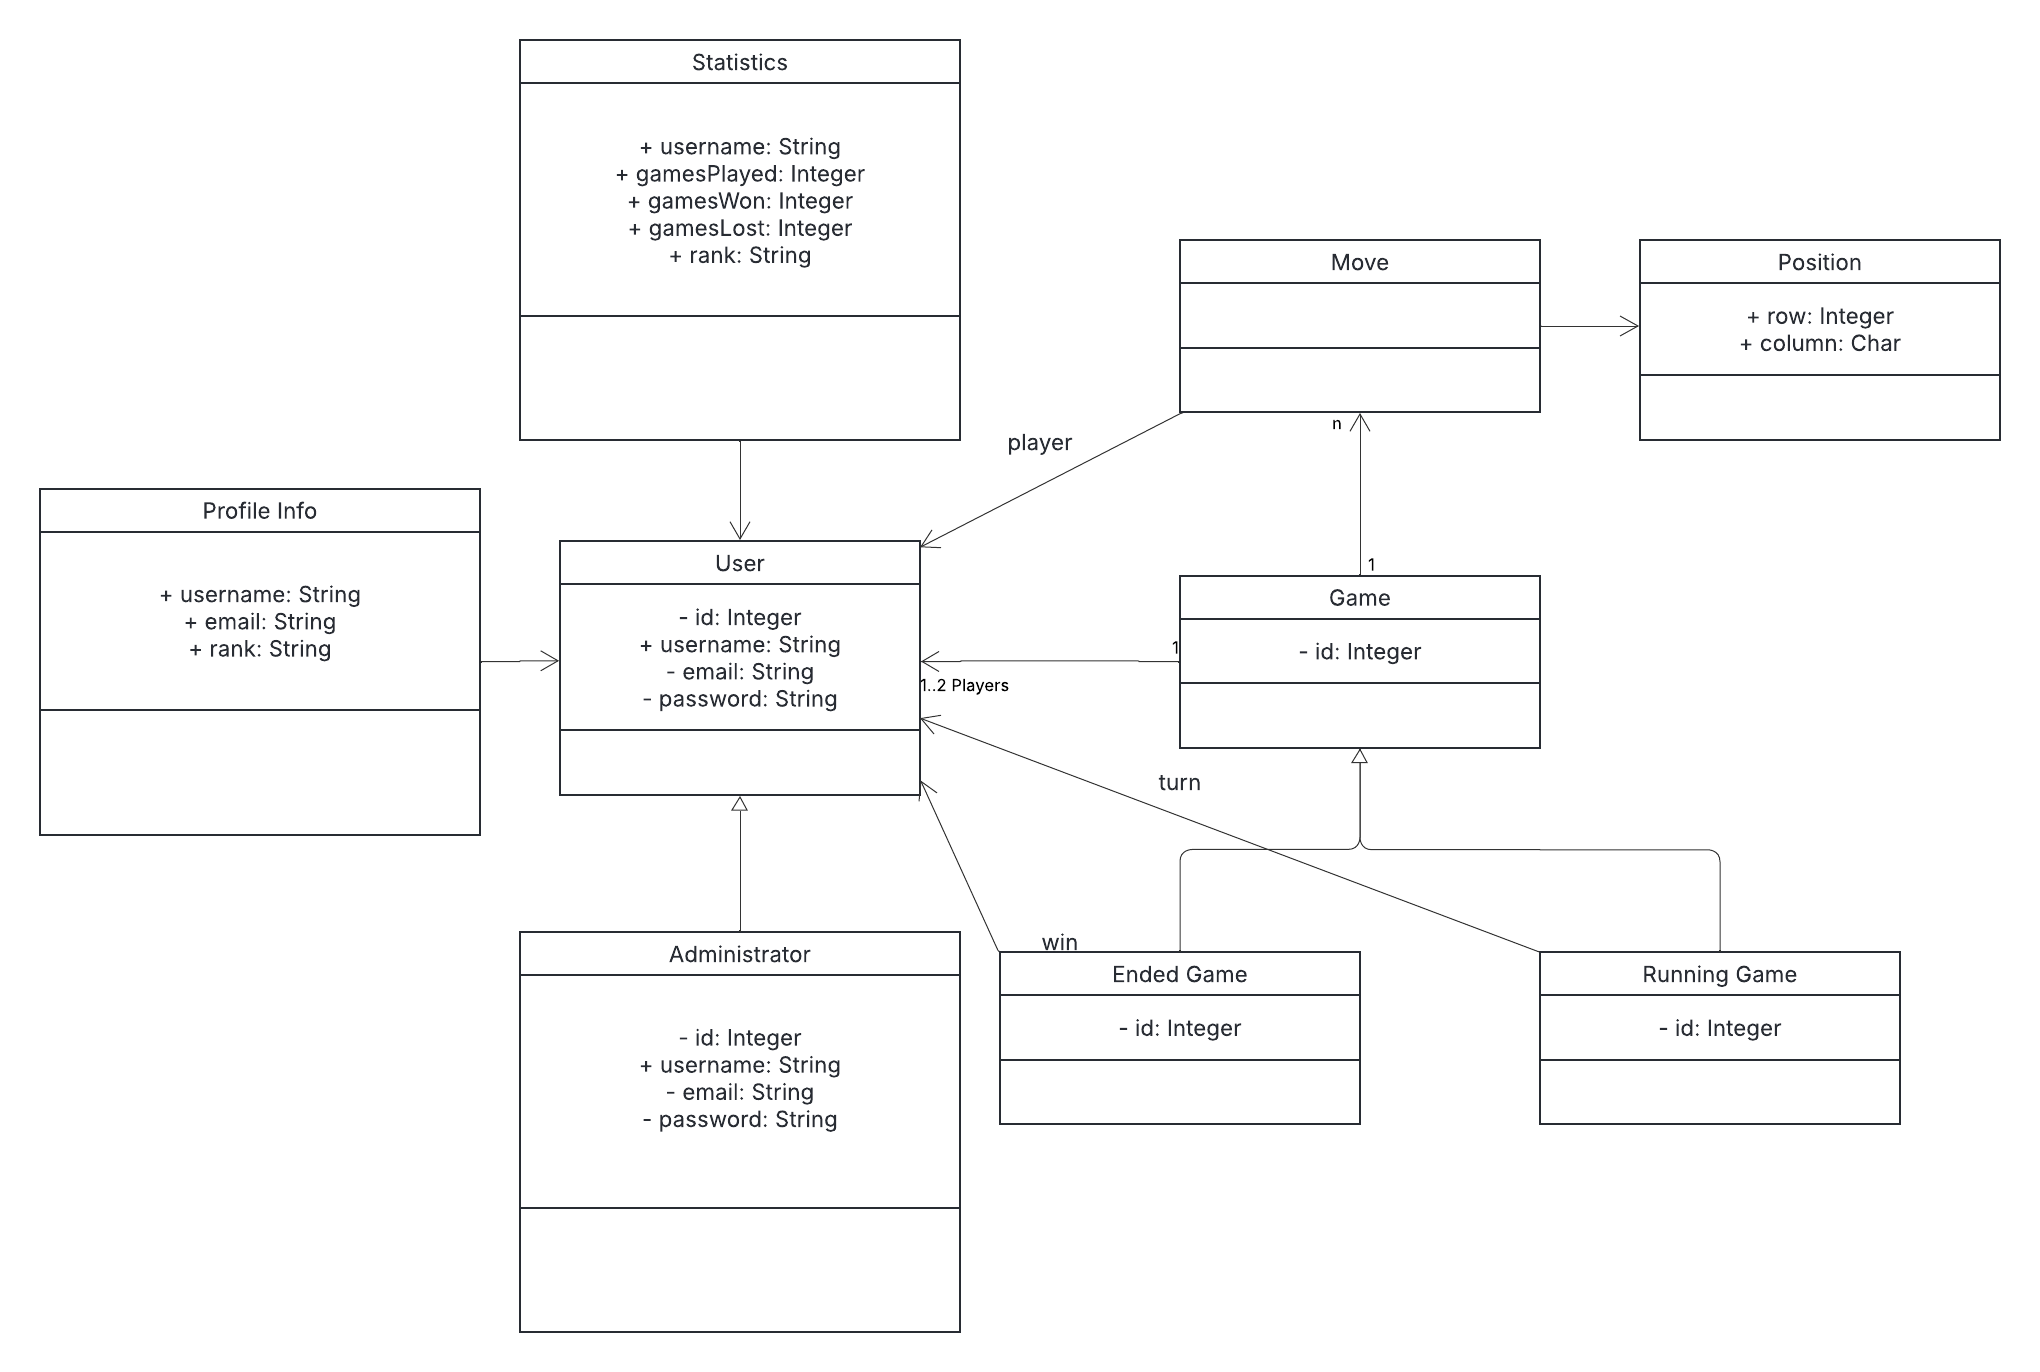 Statistics
+ username: String
+ gamesPlayed: Integer
+ gamesWon: Integer
+ gamesLost: Integer
+ rank: String
Move
Position
+ row: Integer
+ column: Char
n
player
Profile Info
+ username: String
+ email: String
+ rank: String
User
- id: Integer
+ username: String
- email: String
- password: String
1
Game
- id: Integer
1
1..2 Players
turn
win
Administrator
- id: Integer
+ username: String
- email: String
- password: String
Ended Game
- id: Integer
Running Game
- id: Integer